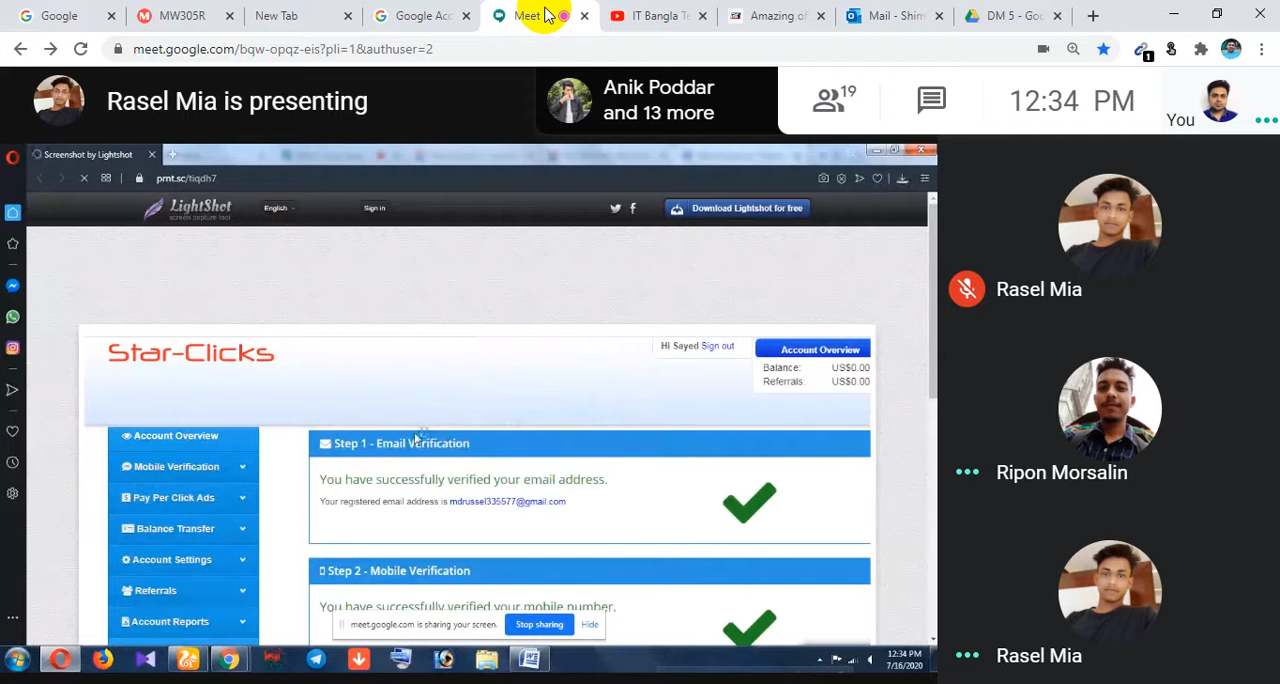 Google
MW305R
New Tab
Google Acc
Meet
IT Bangla Te
Amazing of
Mail - Shim
DM 5 - Goo
meet.google.com/bqw-opqz-eis?pli=1&authuser=2
1
Rasel Mia is presenting
Anik Poddar
and 13 more
19
12:34 PM
You
Screenshot by Lightshot
prnt.sc/tiqdh7
LightShot
screen capture tool
English
Sign in
Download Lightshot for free
Star-Clicks
Hi Sayed Sign out
Account Overview
Balance: US$0.00
Referrals: US$0.00
Account Overview
Mobile Verification
Pay Per Click Ads
Balance Transfer
Account Settings
Referrals
Account Reports
Step 1 - Email Verification
You have successfully verified your email address.
Your registered email address is mdrussel335577@gmail.com
Step 2 - Mobile Verification
You have successfully verified your mobile number.
meet.google.com is sharing your screen.
Stop sharing
Hide
Rasel Mia
Ripon Morsalin
Rasel Mia
12:34 PM
7/16/2020